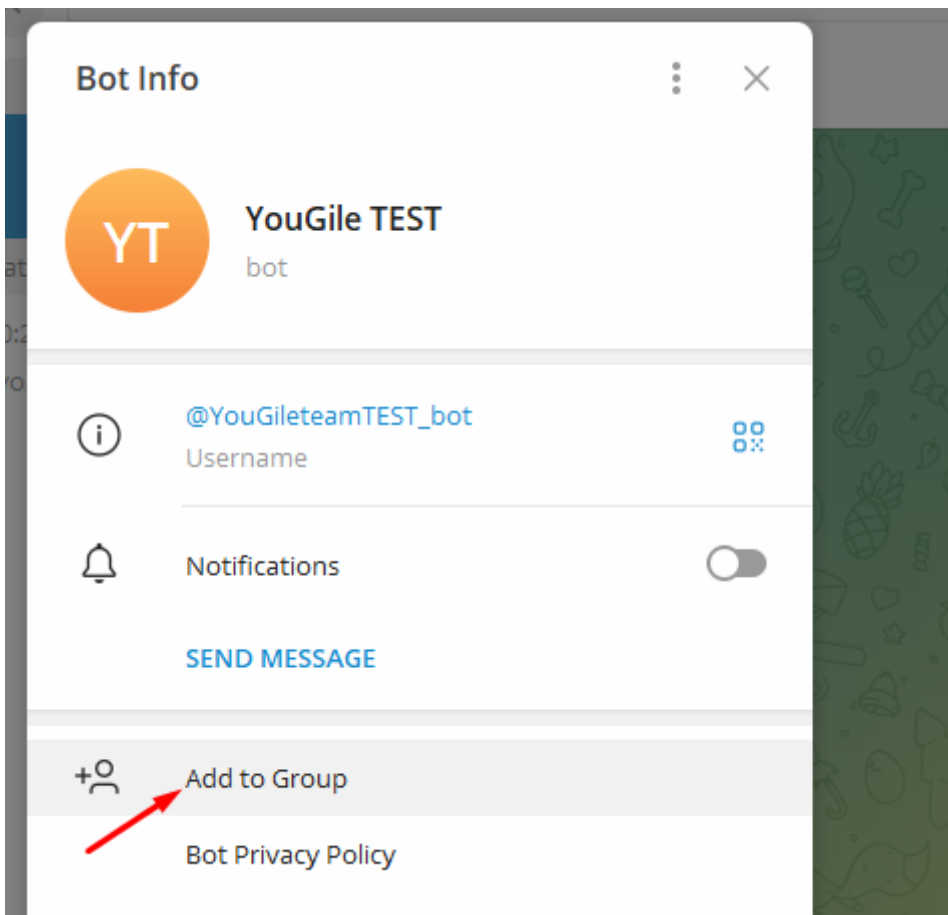 Bot Info
YT
YouGile TEST
bot
@YouGileteamTEST_bot
Username
Notifications
SEND MESSAGE
Add to Group
Bot Privacy Policy